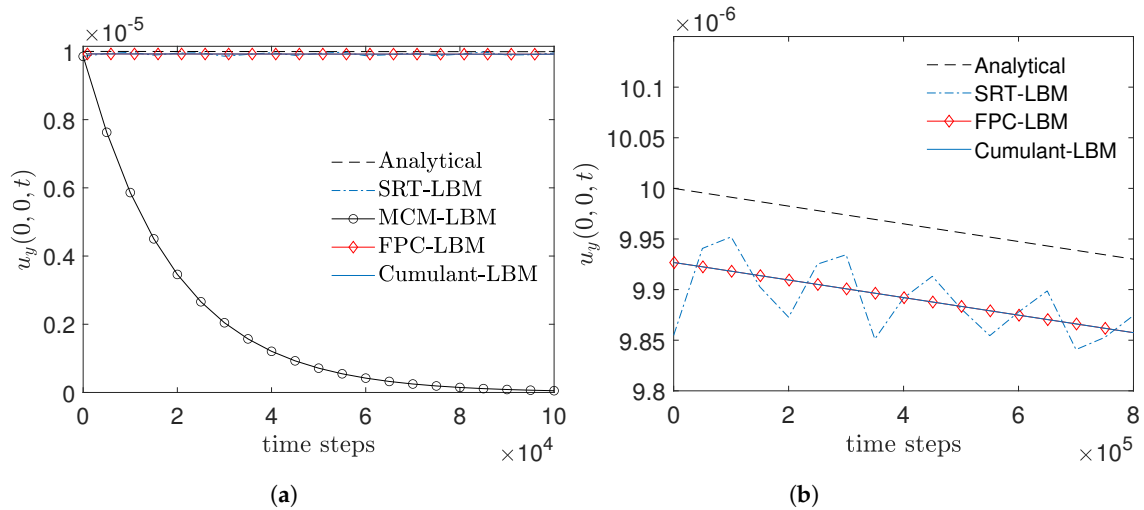 ×10⁻⁵
1
0.8
0.6
0.4
0.2
0
u_y(0, 0, t)
Analytical
SRT-LBM
MCM-LBM
FPC-LBM
Cumulant-LBM
0 2 4 6 8 10
time steps
×10⁴
(a)
×10⁻⁶
10.1
10.05
10
9.95
9.9
9.85
9.8
u_y(0, 0, t)
Analytical
SRT-LBM
FPC-LBM
Cumulant-LBM
0 2 4 6 8
time steps
×10⁵
(b)